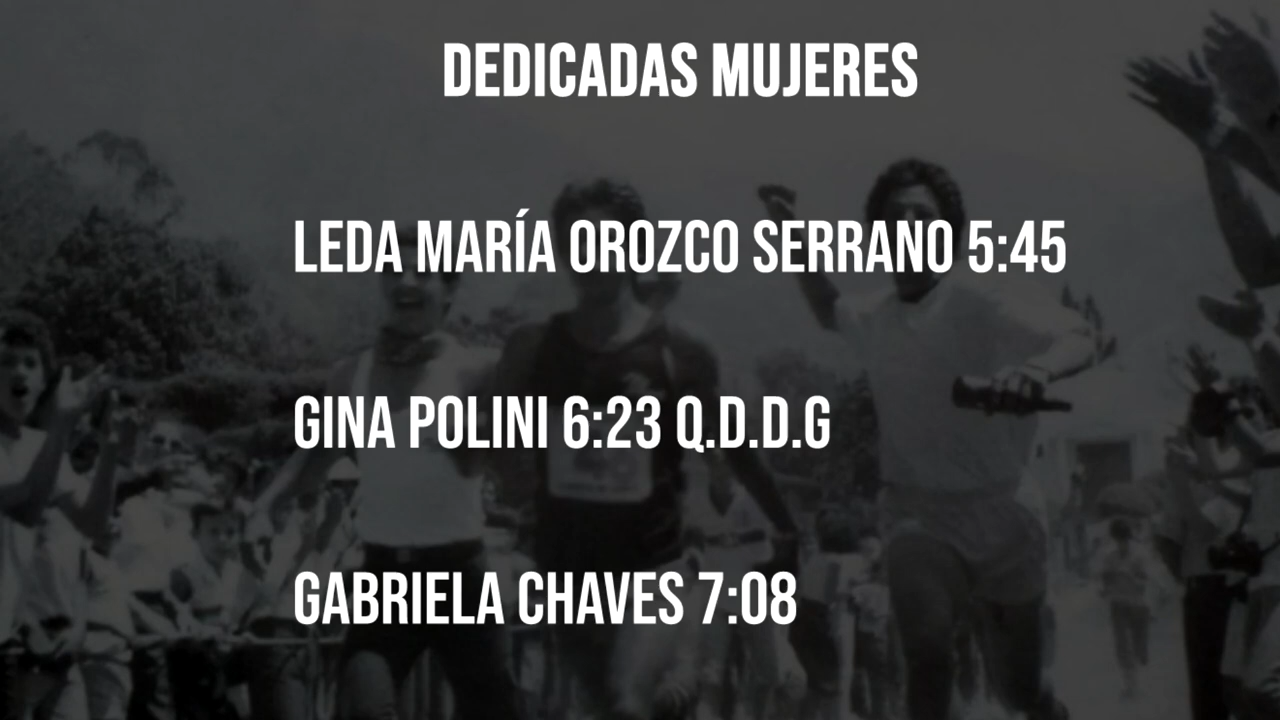 DEDICADAS MUJERES
LEDA MARÍA OROZCO SERRANO 5:45
GINA POLINI 6:23 Q.D.D.G
GABRIELA CHAVES 7:08